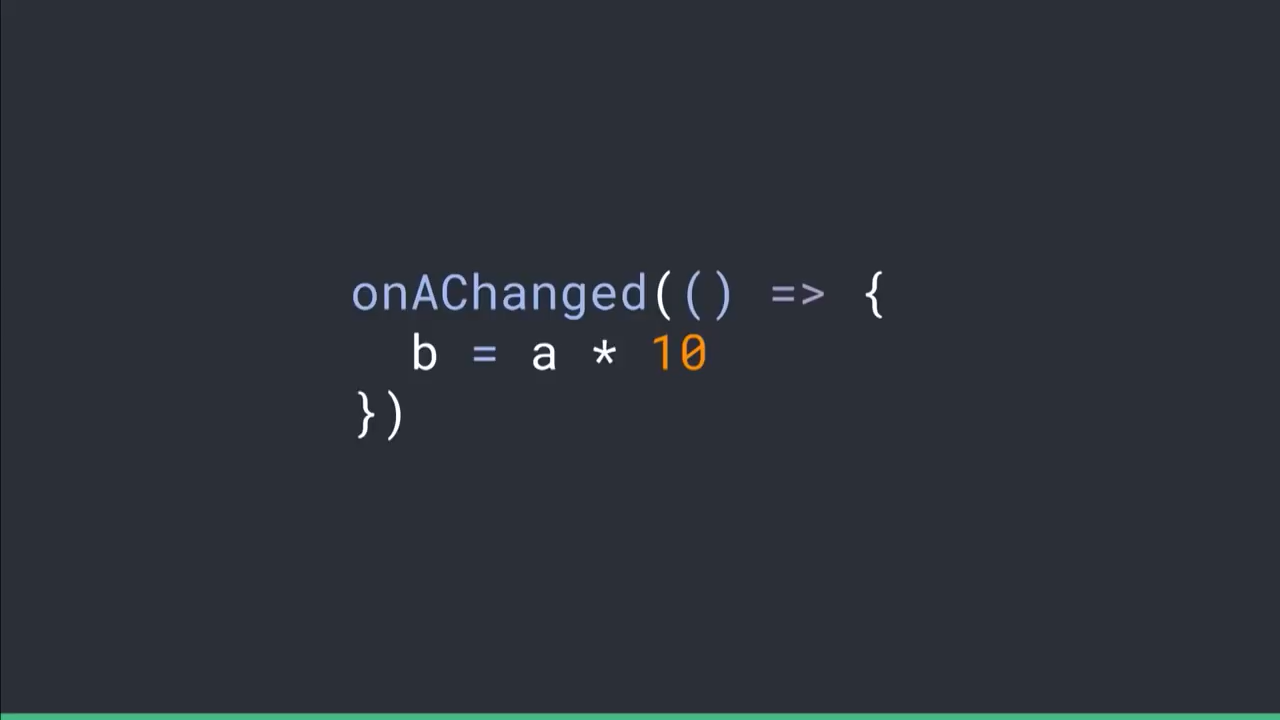 onAChanged(() => {
  b = a * 10
})